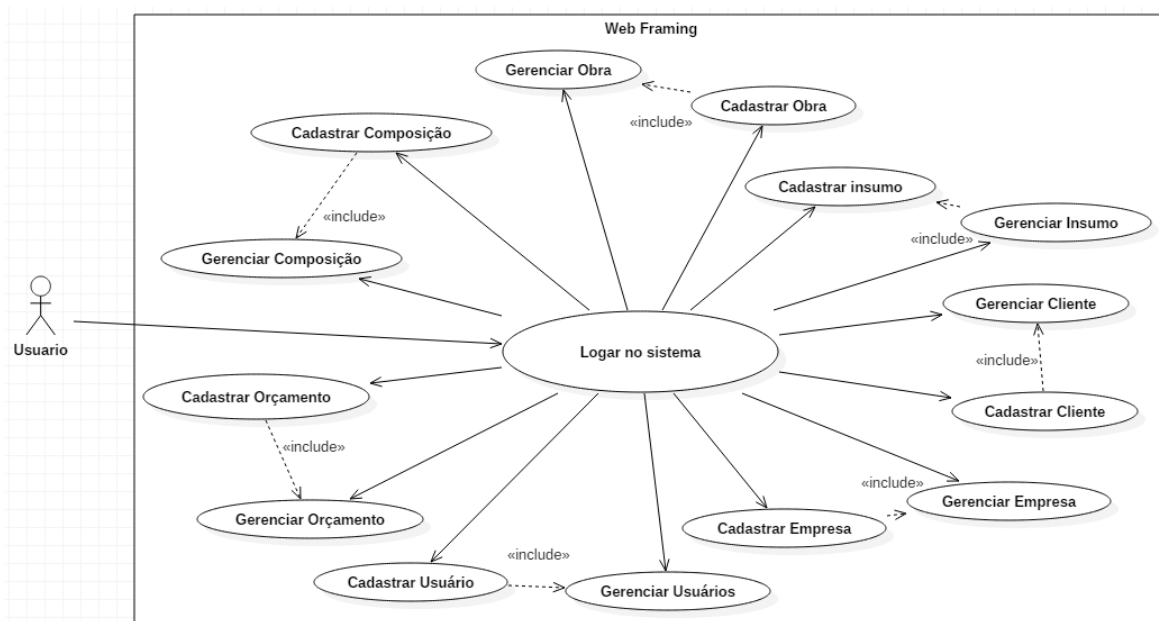 Web Framing
Gerenciar Obra
Cadastrar Obra
«include»
Cadastrar Composição
Cadastrar insumo
«include»
Gerenciar Insumo
«include»
Gerenciar Composição
Gerenciar Cliente
Usuario
Logar no sistema
«include»
Cadastrar Orçamento
Cadastrar Cliente
«include»
«include»
Gerenciar Empresa
Gerenciar Orçamento
Cadastrar Empresa
«include»
Cadastrar Usuário
Gerenciar Usuários